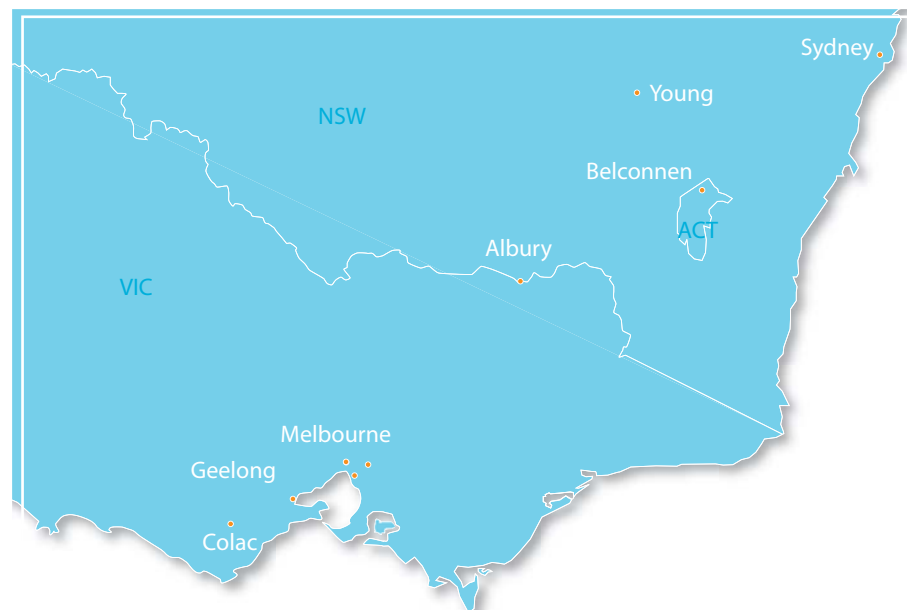 Sydney
Young
NSW
Belconnen
ACT
Albury
VIC
Melbourne
Geelong
Colac